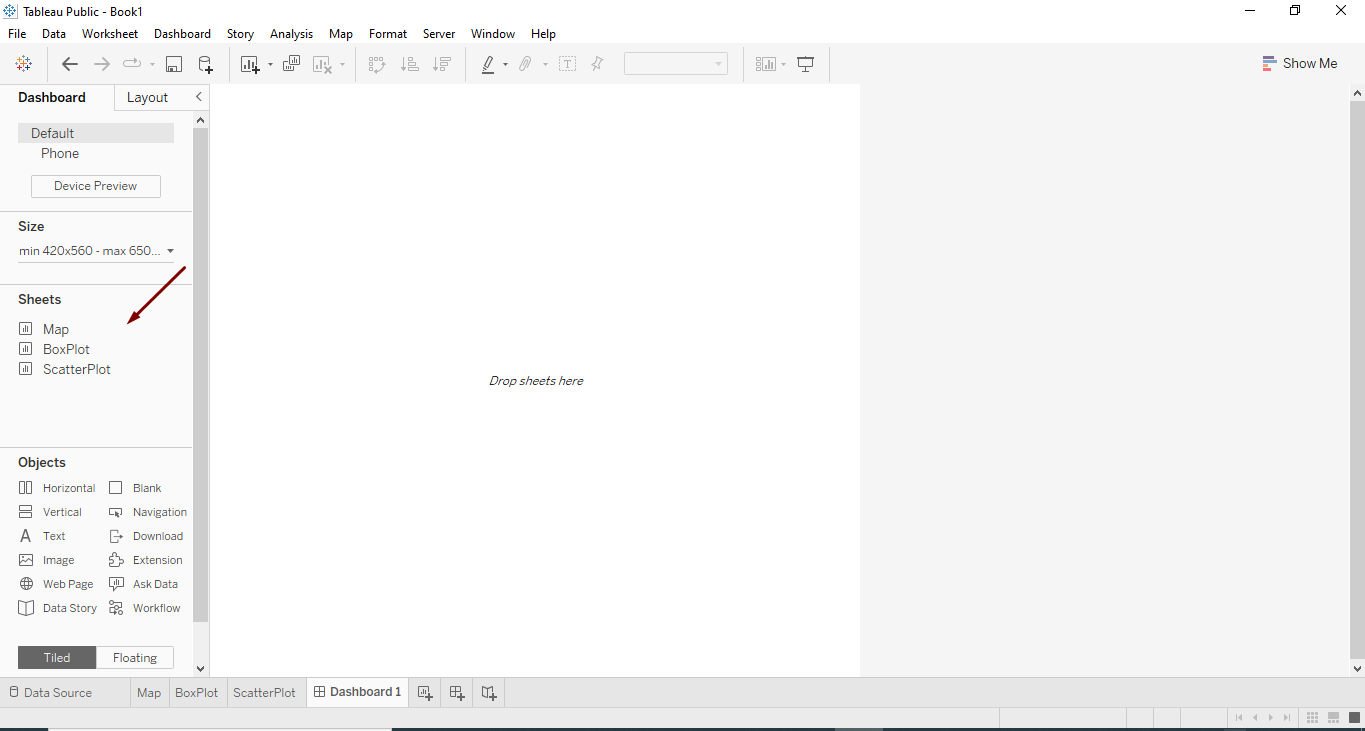 Tableau Public - Book1
File Data Worksheet Dashboard Story Analysis Map Format Server Window Help
Show Me
Dashboard Layout
Default
Phone
Device Preview
Size
min 420x560 - max 650...
Sheets
Map
BoxPlot
ScatterPlot
Drop sheets here
Objects
Horizontal Blank
Vertical Navigation
A Text Download
Image Extension
Web Page Ask Data
Data Story Workflow
Tiled Floating
Data Source Map BoxPlot ScatterPlot Dashboard 1